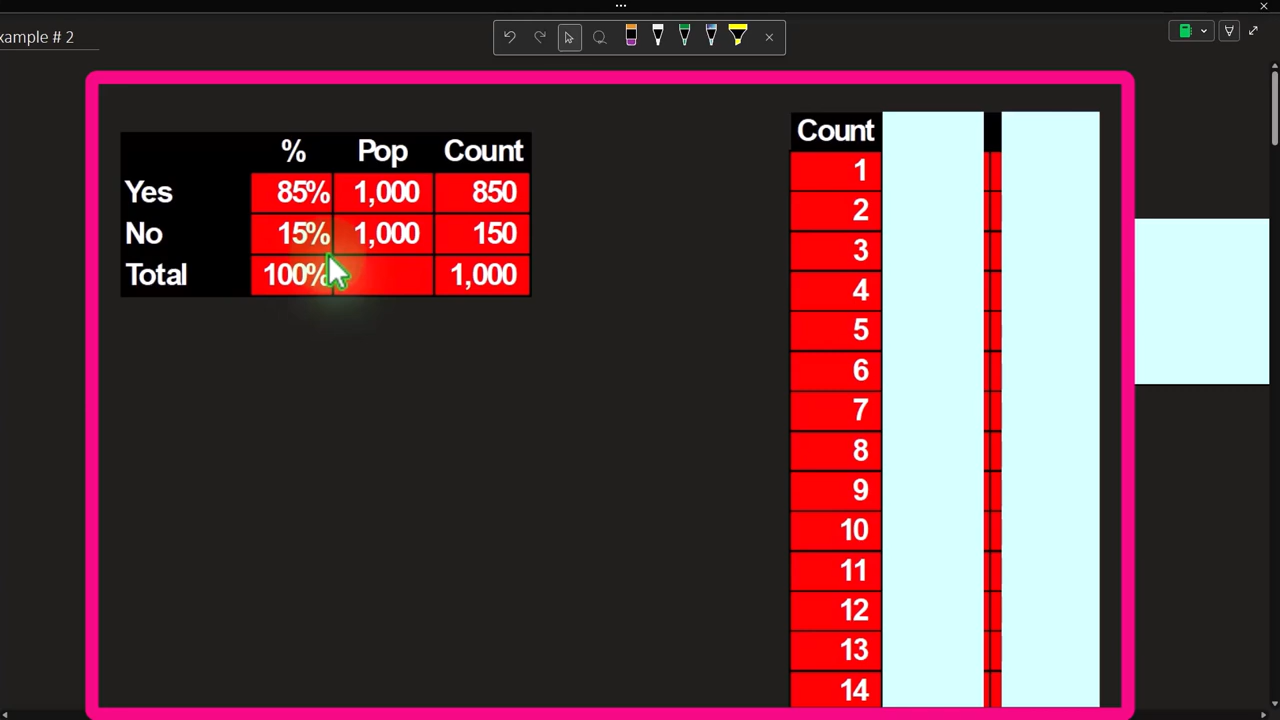 xample # 2
% Pop Count
Yes 85% 1,000 850
No 15% 1,000 150
Total 100% 1,000
Count
1
2
3
4
5
6
7
8
9
10
11
12
13
14